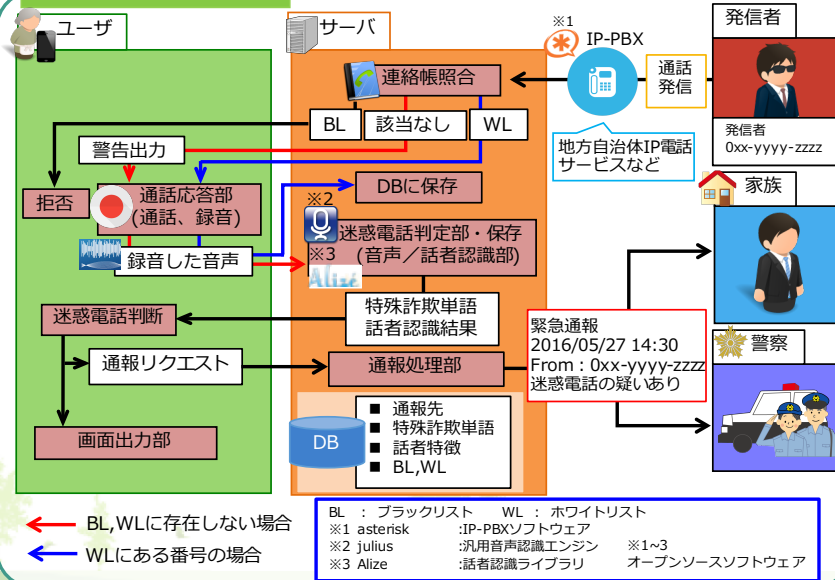 ユーザ
サーバ
※1
IP-PBX
発信者
通話
発信
連絡帳照合
BL
該当なし
WL
発信者
0xx-yyyy-zzzz
地方自治体IP電話
サービスなど
警告出力
拒否
通話応答部
(通話、録音)
DBに保存
家族
※2
迷惑電話判定部・保存
(音声／話者認識部)
※3
Alizé
録音した音声
特殊詐欺単語
話者認識結果
迷惑電話判断
緊急通報
2016/05/27 14:30
From：0xx-yyyy-zzzz
迷惑電話の疑いあり
警察
通報リクエスト
通報処理部
画面出力部
DB
■ 通報先
■ 特殊詐欺単語
■ 話者特徴
■ BL,WL
BL,WLに存在しない場合
WLにある番号の場合
BL ： ブラックリスト WL ： ホワイトリスト
※1 asterisk :IP-PBXソフトウェア
※2 julius :汎用音声認識エンジン ※1~3
※3 Alize :話者認識ライブラリ オープンソースソフトウェア